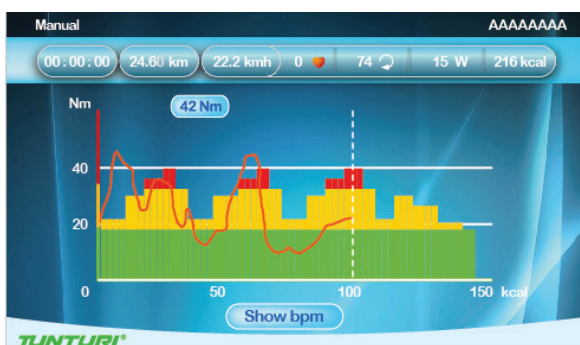 Manual AAAAAAAA
00:00:00 24.60 km 22.2 kmh 0 74 15 W 216 kcal
Nm 42 Nm
40
20
0 50 100 150 kcal
Show bpm
TUNTURI®